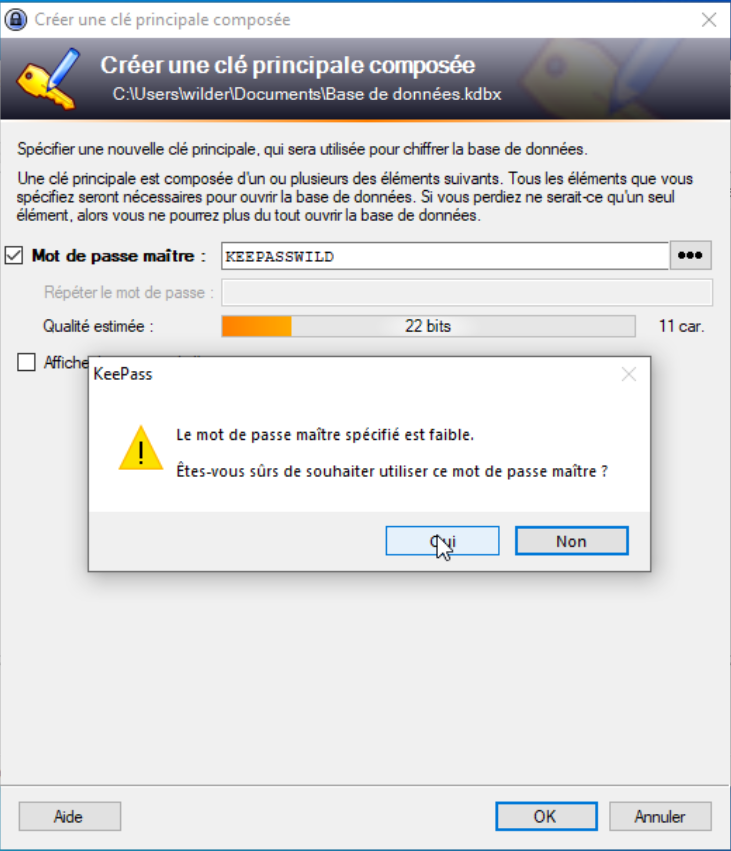 Créer une clé principale composée
Créer une clé principale composée
C:\Users\wilder\Documents\Base de données.kdbx
Spécifier une nouvelle clé principale, qui sera utilisée pour chiffrer la base de données.
Une clé principale est composée d'un ou plusieurs des éléments suivants. Tous les éléments que vous
spécifiez seront nécessaires pour ouvrir la base de données. Si vous perdiez ne serait-ce qu'un seul
élément, alors vous ne pourrez plus du tout ouvrir la base de données.
Mot de passe maître : KEEPASSWILD
Répéter le mot de passe :
Qualité estimée : 22 bits 11 car.
KeePass
Le mot de passe maître spécifié est faible.
Êtes-vous sûrs de souhaiter utiliser ce mot de passe maître ?
Oui Non
Aide OK Annuler